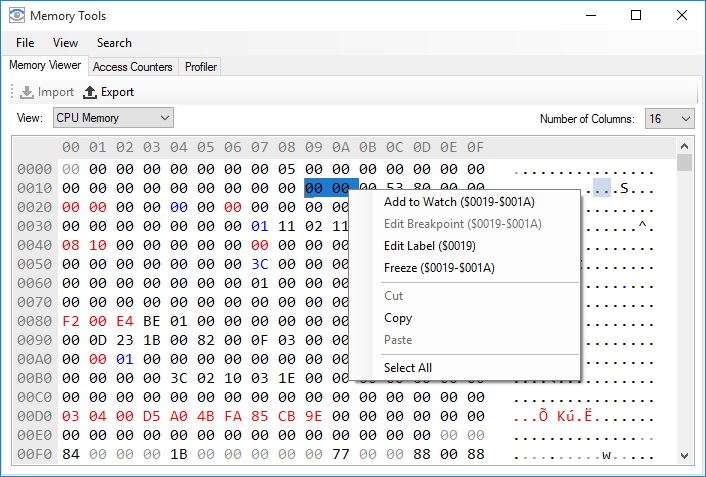 Memory Tools
File View Search
Memory Viewer Access Counters Profiler
Import Export
View: CPU Memory Number of Columns: 16
00 01 02 03 04 05 06 07 08 09 0A 0B 0C 0D 0E 0F
0000 00 00 00 00 00 00 00 00 05 00 00 00 00 00 00 00 ................
0010 00 00 00 00 00 00 00 00 00 00 00 00 53 80 00 00 ....S...
0020 00 00 00 00 00 00 00 00 00 00 00 ........
0030 00 00 00 00 00 00 00 01 11 02 11 ......^.
0040 08 10 00 00 00 00 00 00 00 00 00 ........
0050 00 00 00 00 00 00 00 3C 00 00 00 ........
0060 00 00 00 00 00 00 00 01 00 00 00 ........
0070 00 00 00 00 00 00 00 00 00 00 00 ........
0080 F2 00 E4 BE 01 00 00 00 00 00 00 ........
0090 00 0D 23 1B 00 82 00 0F 03 00 00 ........
00A0 00 00 01 00 00 00 00 00 00 00 00 ........
00B0 00 00 00 00 3C 02 10 03 1E 00 00 ........
00C0 00 00 00 00 00 00 00 00 00 00 00 00 00 00 00 00 ................
00D0 03 04 00 D5 A0 4B FA 85 CB 9E 00 00 00 00 00 00 ...Õ Kú.Ë.......
00E0 00 00 00 00 00 00 00 00 00 00 00 00 00 00 00 00 ................
00F0 84 00 00 00 1B 00 00 00 00 00 77 00 00 88 00 88 ..........w.....
Add to Watch ($0019-$001A)
Edit Breakpoint ($0019-$001A)
Edit Label ($0019)
Freeze ($0019-$001A)
Cut
Copy
Paste
Select All